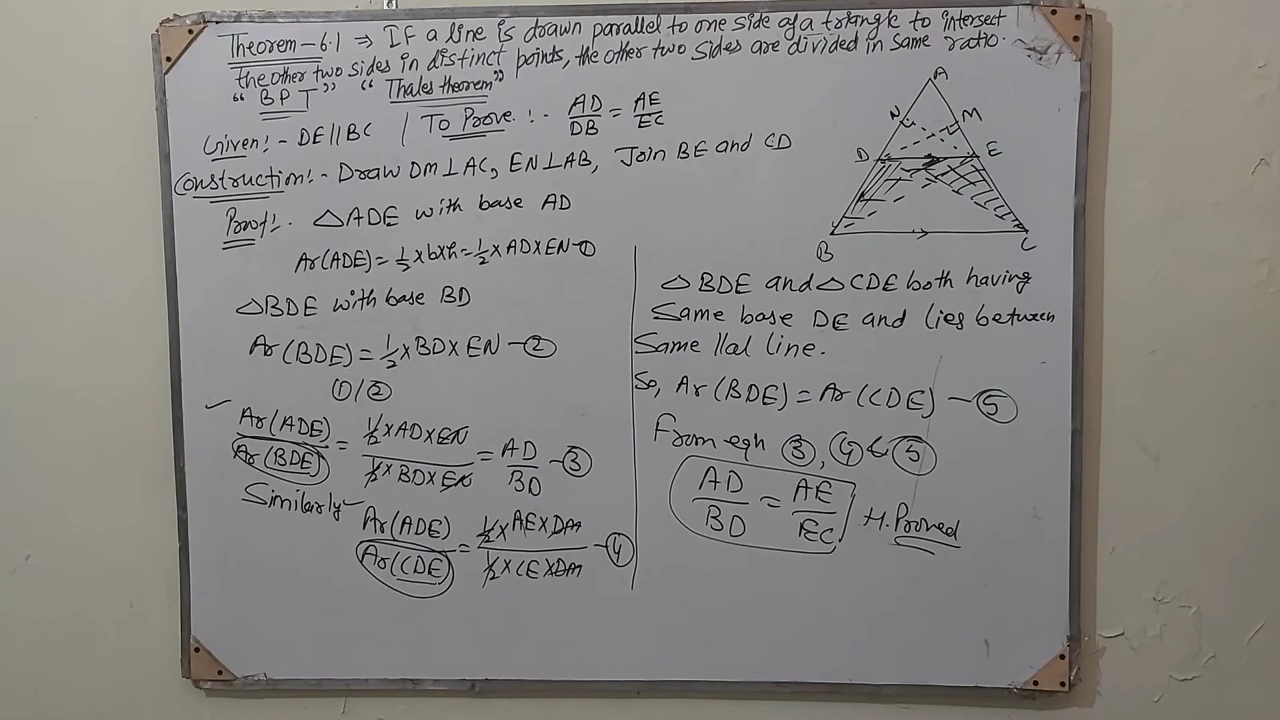 Theorem-6.1 ⇒ If a line is drawn parallel to one side of a triangle to intersect
the other two sides in distinct points, the other two sides are divided in same ratio.
"BPT" "Thales theorem"
Given:- DE||BC | To Prove:- AD/DB = AE/EC
Construction:- Draw DM⊥AC, EN⊥AB, Join BE and CD
Proof:- △ADE with base AD
Ar(ADE) = 1/2 × b×h = 1/2 × AD × EN -①
△BDE with base BD
Ar(BDE) = 1/2 × BD × EN -②
①/②
Ar(ADE)/Ar(BDE) = 1/2 × AD × EN / 1/2 × BD × EN = AD/BD -③
Similarly
Ar(ADE)/Ar(CDE) = 1/2 × AE × DM / 1/2 × CE × DM -④
A
N
M
D
E
B
C
△BDE and △CDE both having
Same base DE and lies between
Same llal line.
So, Ar(BDE) = Ar(CDE) -⑤
From eqn ③, ④ & ⑤
AD/BD = AE/EC H.Proved